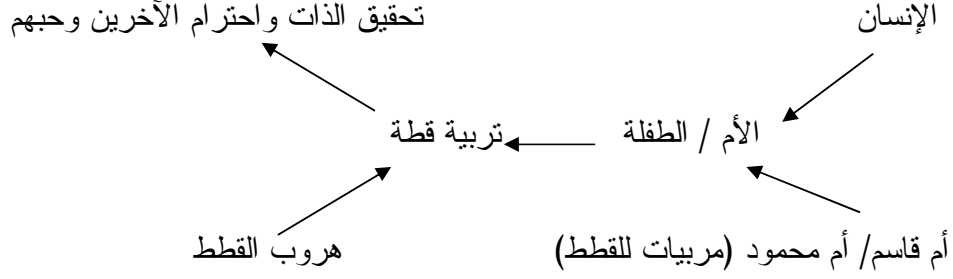 الإنسان
تحقيق الذات واحترام الآخرين وحبهم
الأم / الطفلة
تربية قطة
أم قاسم/ أم محمود (مربيات للقطط)
هروب القطط